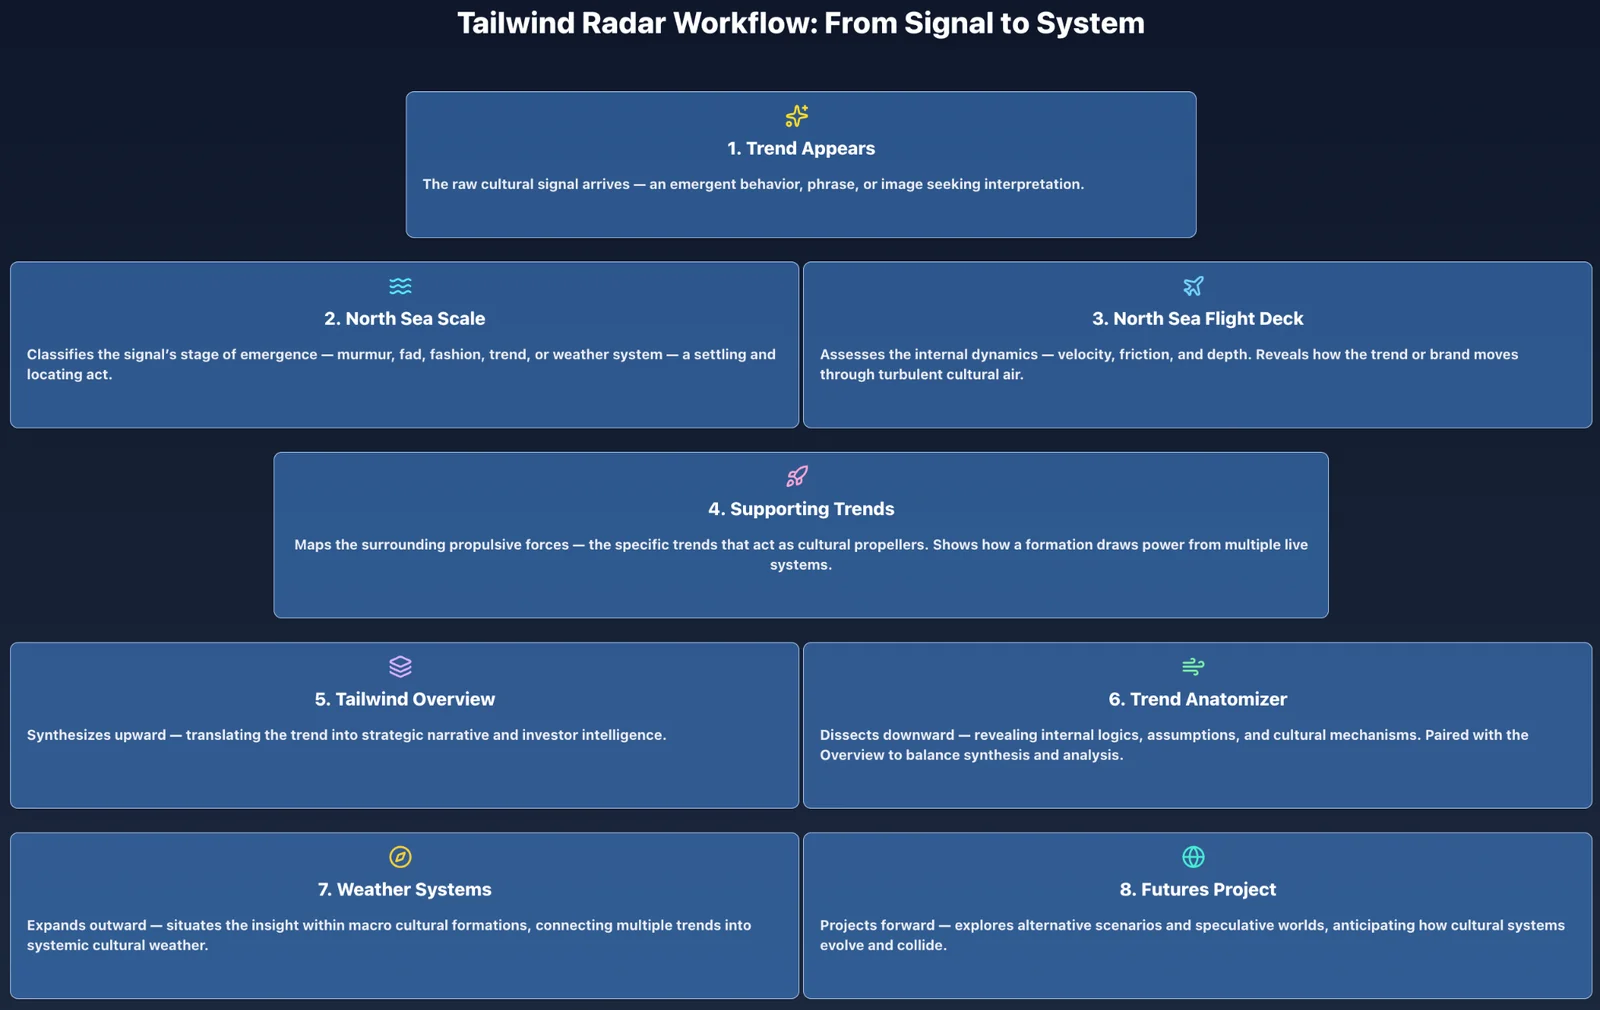 Tailwind Radar Workflow: From Signal to System
1. Trend Appears
The raw cultural signal arrives — an emergent behavior, phrase, or image seeking interpretation.
2. North Sea Scale
Classifies the signal’s stage of emergence — murmur, fad, fashion, trend, or weather system — a settling and
locating act.
3. North Sea Flight Deck
Assesses the internal dynamics — velocity, friction, and depth. Reveals how the trend or brand moves
through turbulent cultural air.
4. Supporting Trends
Maps the surrounding propulsive forces — the specific trends that act as cultural propellers. Shows how a formation draws power from multiple live
systems.
5. Tailwind Overview
Synthesizes upward — translating the trend into strategic narrative and investor intelligence.
6. Trend Anatomizer
Dissects downward — revealing internal logics, assumptions, and cultural mechanisms. Paired with the
Overview to balance synthesis and analysis.
7. Weather Systems
Expands outward — situates the insight within macro cultural formations, connecting multiple trends into
systemic cultural weather.
8. Futures Project
Projects forward — explores alternative scenarios and speculative worlds, anticipating how cultural systems
evolve and collide.